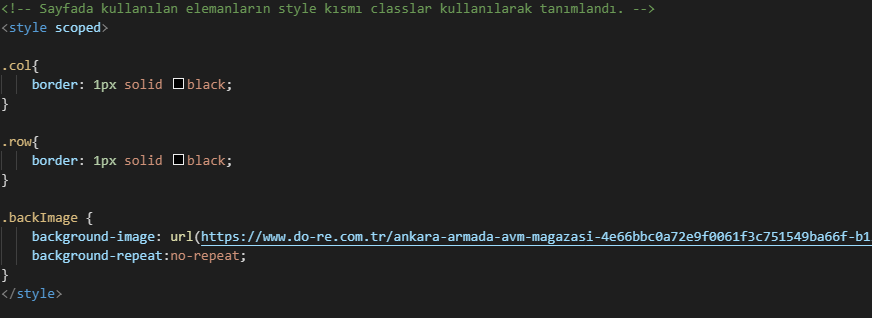 <!-- Sayfada kullanılan elemanların style kısmı classlar kullanılarak tanımlandı. -->
<style scoped>
.col{
border: 1px solid black;
}
.row{
border: 1px solid black;
}
.backImage {
background-image: url(https://www.do-re.com.tr/ankara-armada-avm-magazasi-4e66bbc0a72e9f0061f3c751549ba66f-b1
background-repeat:no-repeat;
}
</style>